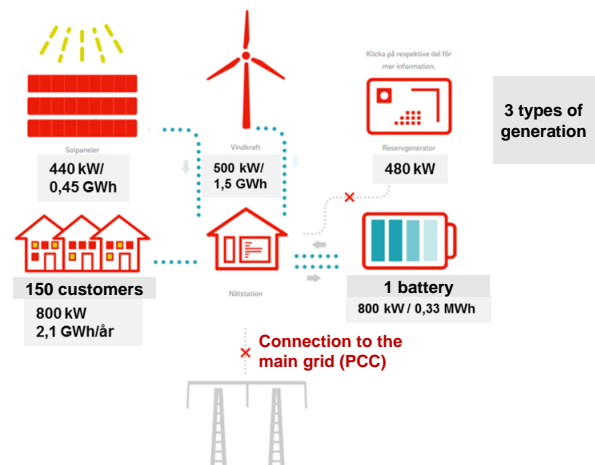 Klicka på respektive del för
mer information.
3 types of
generation
Solpaneler
440 kW/
0,45 GWh
Vindkraft
500 kW/
1,5 GWh
Reservgenerator
480 kW
150 customers
800 kW
2,1 GWh/år
Nätstation
1 battery
800 kW / 0,33 MWh
Connection to the
main grid (PCC)